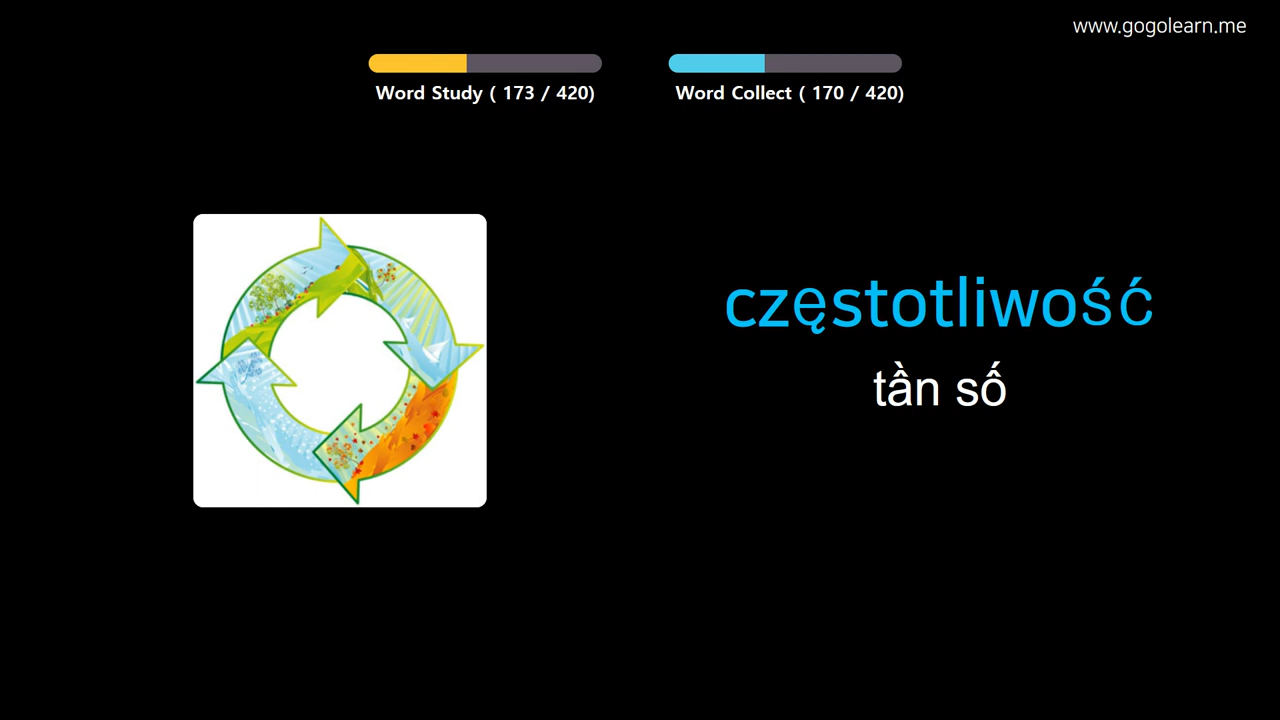 www.gogolearn.me
Word Study ( 173 / 420)
Word Collect ( 170 / 420)
częstotliwość
tần số